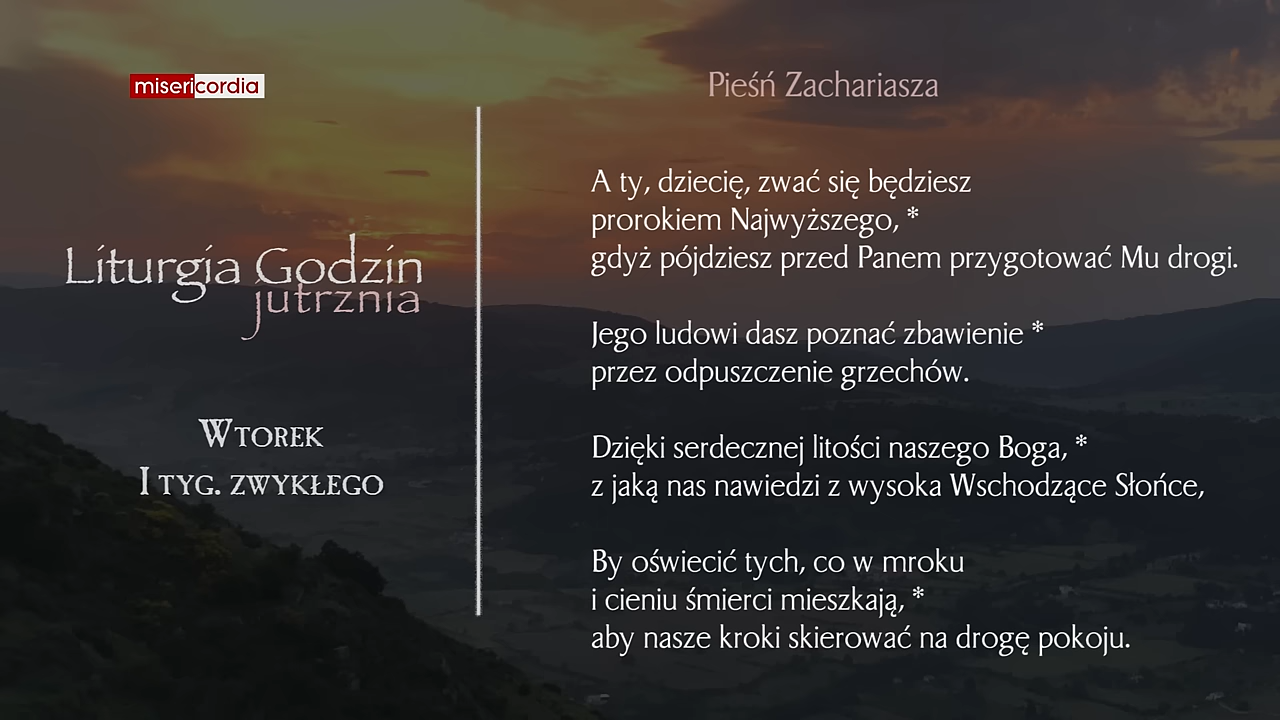 misericordia
Liturgia Godzin
jutrznia
Wtorek
I tyg. zwykłego
Pieśń Zachariasza
A ty, dziecię, zwać się będziesz
prorokiem Najwyższego, *
gdyż pójdziesz przed Panem przygotować Mu drogi.
Jego ludowi dasz poznać zbawienie *
przez odpuszczenie grzechów.
Dzięki serdecznej litości naszego Boga, *
z jaką nas nawiedzi z wysoka Wschodzące Słońce,
By oświecić tych, co w mroku
i cieniu śmierci mieszkają, *
aby nasze kroki skierować na drogę pokoju.